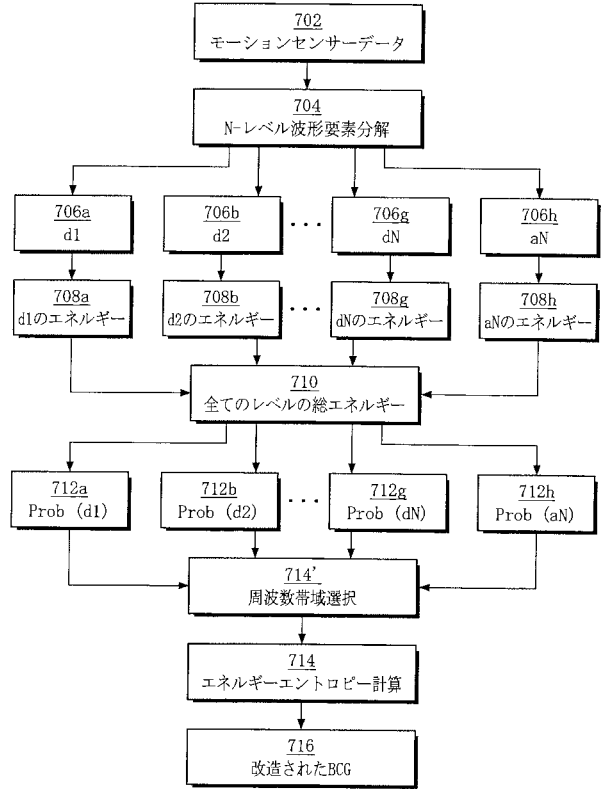 702
モーションセンサーデータ
704
N-レベル波形要素分解
706a
d1
706b
d2
...
706g
dN
706h
aN
708a
d1のエネルギー
708b
d2のエネルギー
...
708g
dNのエネルギー
708h
aNのエネルギー
710
全てのレベルの総エネルギー
712a
Prob (d1)
712b
Prob (d2)
...
712g
Prob (dN)
712h
Prob (aN)
714'
周波数帯域選択
714
エネルギーエントロピー計算
716
改造されたBCG